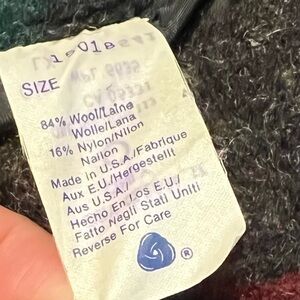 SIZE
84% Wool/Laine
Wolle/Lana
16% Nylon/Nilon
Nailon
Made in U.S.A./Fabrique
Aux E.U./Hergestellt
Aus U.S.A./
Hecho En Los E.U./
Fatto Negli Stati Uniti
Reverse For Care
®